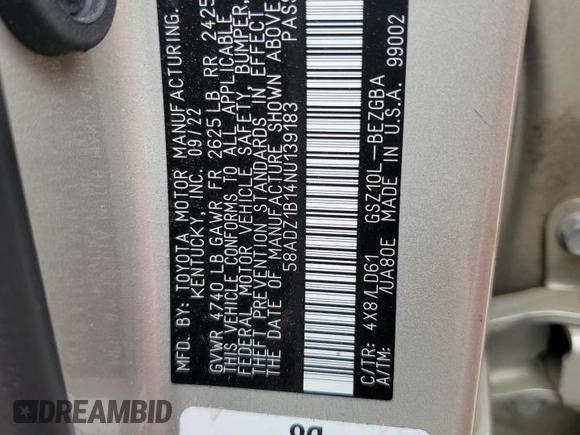 MFD. BY: TOYOTA MOTOR MANUFACTURING,
KENTUCKY, INC. 09/22
GVWR 4740 LB GAWR FR 2625 LB RR 2425
THIS VEHICLE CONFORMS TO ALL APPLICABLE
FEDERAL MOTOR VEHICLE SAFETY, BUMPER,
THEFT PREVENTION STANDARDS IN EFFECT
THE DATE OF MANUFACTURE SHOWN ABOVE
58ADZ1B14NU139183 PASS
C/TR: 4X8/LD61 GSZ10L-BEZGBA
A/TM: /UA80E MADE IN U.S.A. 99002
DREAMBID